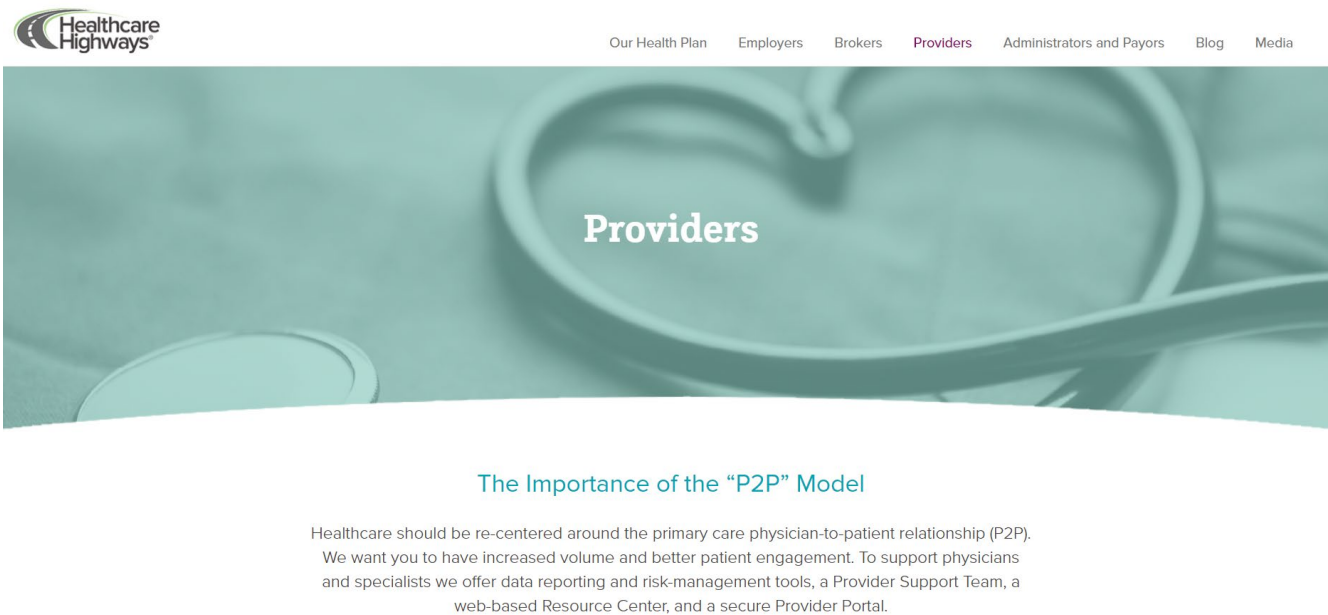 Healthcare
Highways®
Our Health Plan Employers Brokers Providers Administrators and Payors Blog Media
Providers
The Importance of the “P2P” Model
Healthcare should be re-centered around the primary care physician-to-patient relationship (P2P).
We want you to have increased volume and better patient engagement. To support physicians
and specialists we offer data reporting and risk-management tools, a Provider Support Team, a
web-based Resource Center, and a secure Provider Portal.